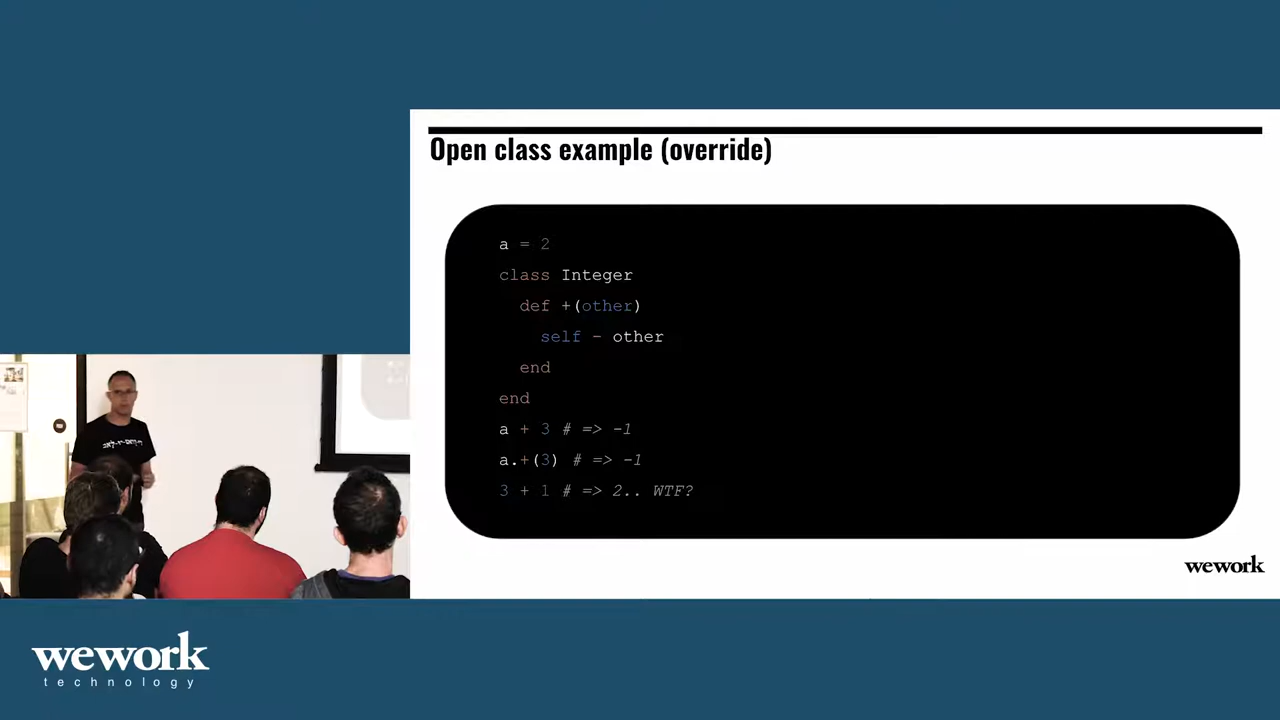 Open class example (override)
a = 2
class Integer
def +(other)
self - other
end
end
a + 3 # => -1
a.+(3) # => -1
3 + 1 # => 2.. WTF?
wework
wework
technology